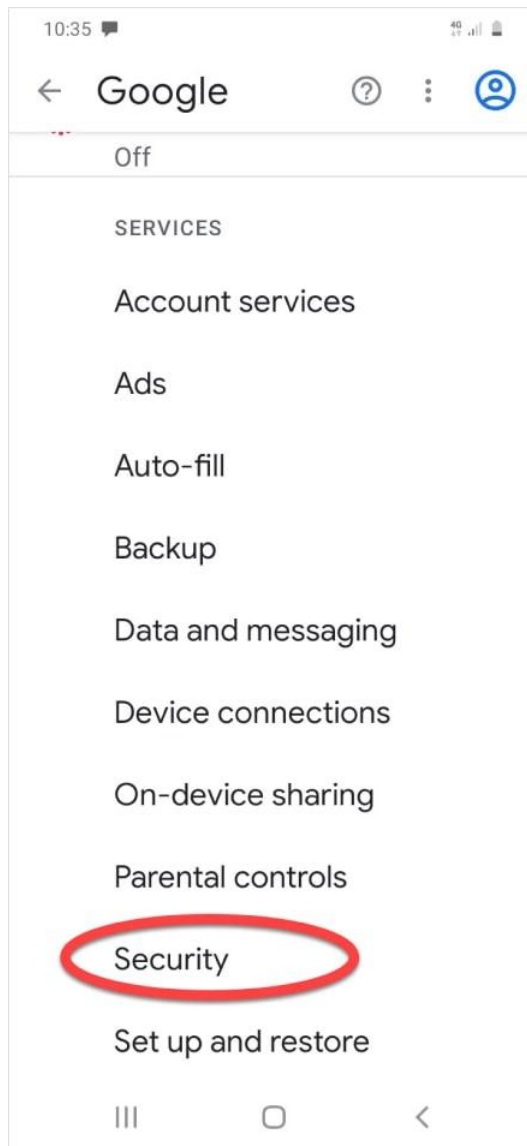 10:35
4G
Google
Off
SERVICES
Account services
Ads
Auto-fill
Backup
Data and messaging
Device connections
On-device sharing
Parental controls
Security
Set up and restore